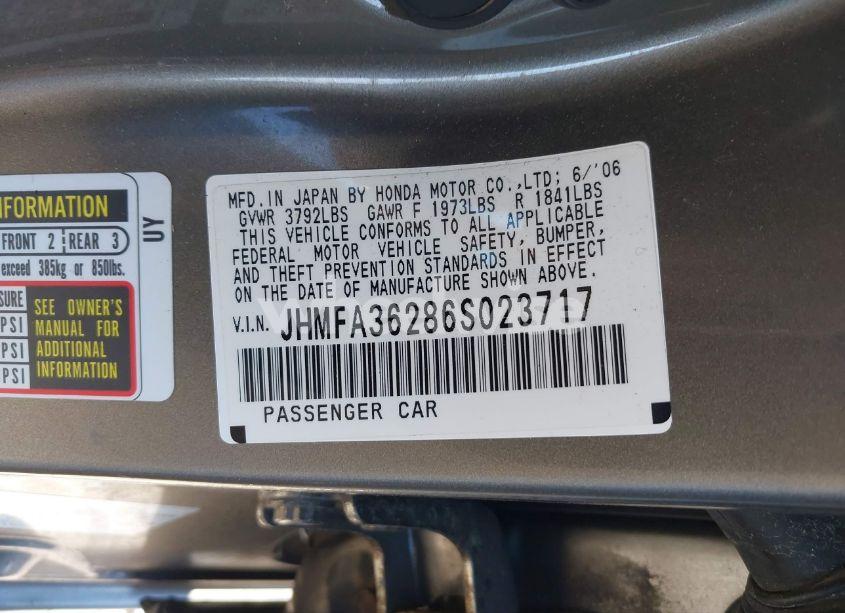 NFORMATION
FRONT 2 REAR 3
exceed 385kg or 850lbs.
SURE
PSI
PSI
PSI
SEE OWNER'S
MANUAL FOR
ADDITIONAL
INFORMATION
UY
MFD.IN JAPAN BY HONDA MOTOR CO.,LTD; 6/'06
GVWR 3792LBS GAWR F 1973LBS R 1841LBS
THIS VEHICLE CONFORMS TO ALL APPLICABLE
FEDERAL MOTOR VEHICLE SAFETY, BUMPER,
AND THEFT PREVENTION STANDARDS IN EFFECT
ON THE DATE OF MANUFACTURE SHOWN ABOVE.
V.I.N. JHMFA36286S023717
PASSENGER CAR